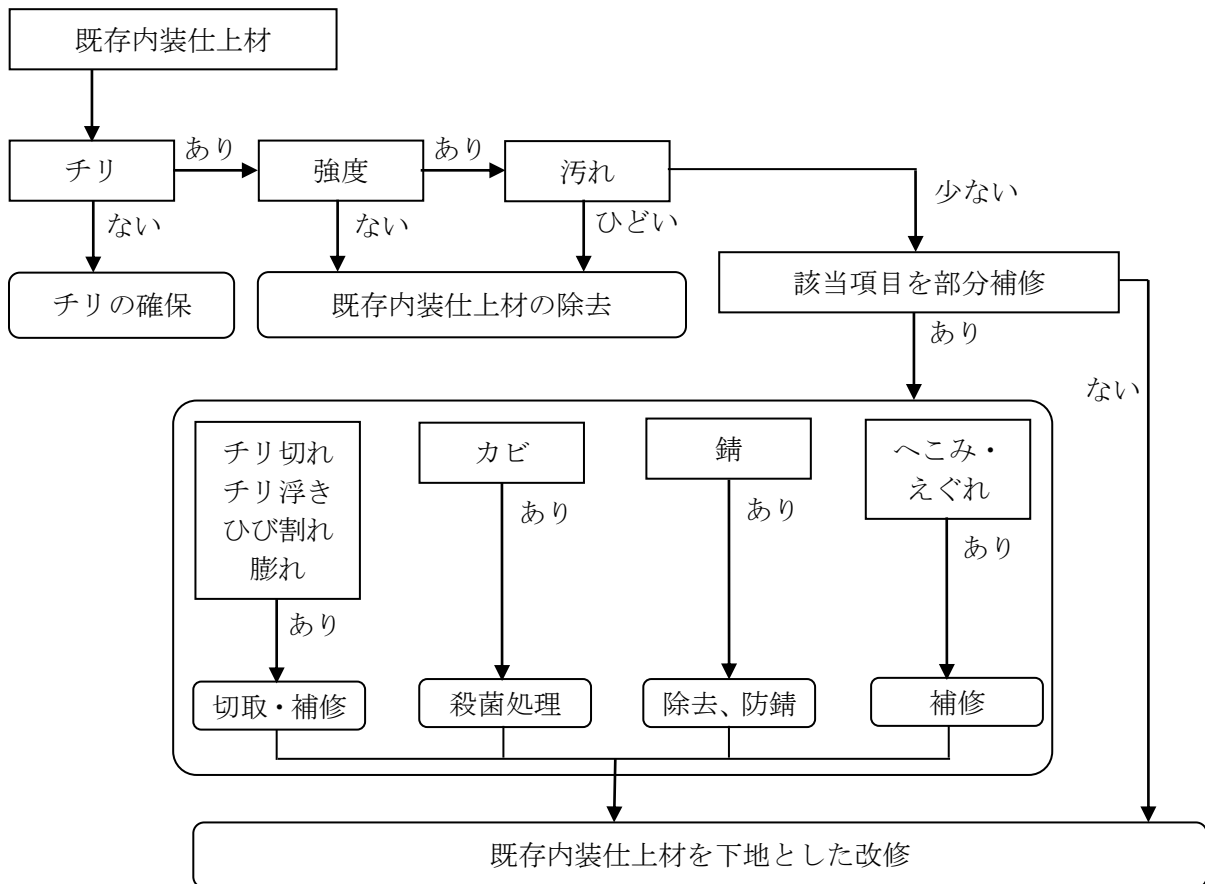 既存内装仕上材
チリ
あり
強度
あり
汚れ
少ない
ない
ない
ひどい
チリの確保
既存内装仕上材の除去
該当項目を部分補修
あり
ない
チリ切れ
チリ浮き
ひび割れ
膨れ
カビ
錆
へこみ・
えぐれ
あり
あり
あり
あり
切取・補修
殺菌処理
除去、防錆
補修
既存内装仕上材を下地とした改修